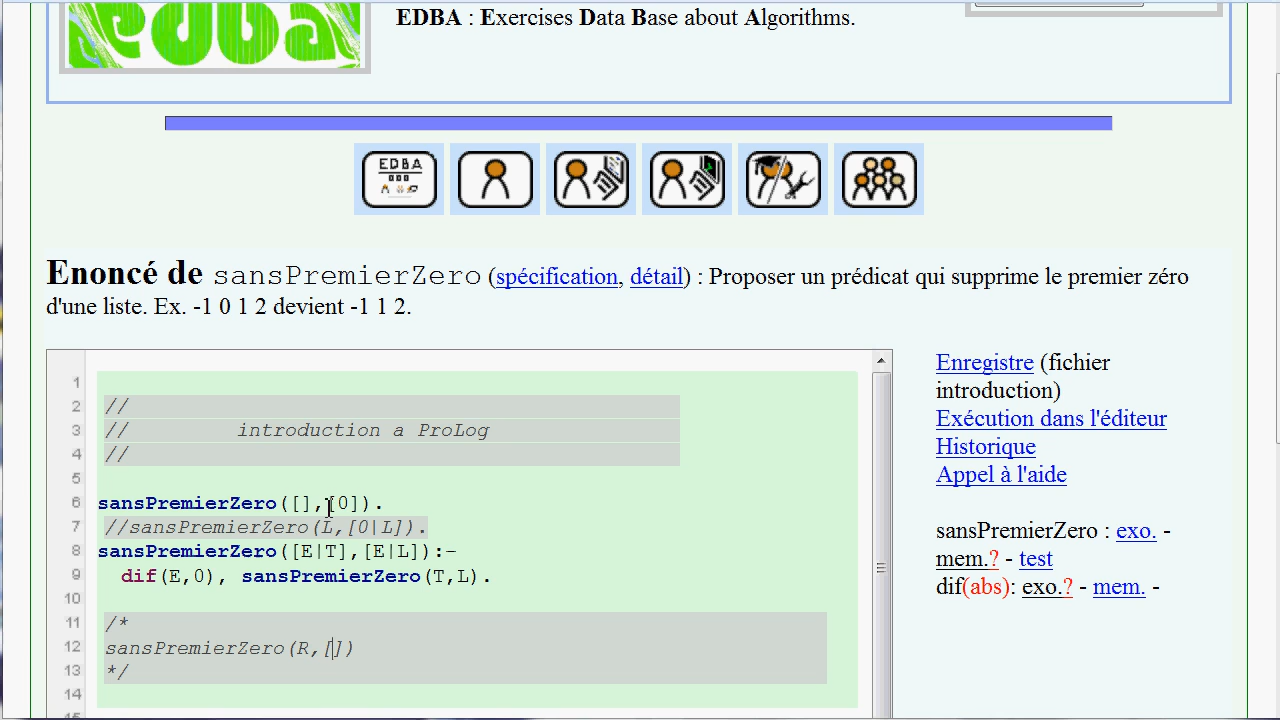 edba
EDBA : Exercises Data Base about Algorithms.
EDBA
Enoncé de sansPremierZero (spécification, détail) : Proposer un prédicat qui supprime le premier zéro
d'une liste. Ex. -1 0 1 2 devient -1 1 2.
1
2 //
3 // introduction a ProLog
4 //
5
6 sansPremierZero([],[0]).
7 //sansPremierZero(L,[0|L]).
8 sansPremierZero([E|T],[E|L]):-
9 dif(E,0), sansPremierZero(T,L).
10
11 /*
12 sansPremierZero(R,[])
13 */
14
15
Enregistre (fichier
introduction)
Exécution dans l'éditeur
Historique
Appel à l'aide
sansPremierZero : exo. -
mem.? - test
dif(abs): exo.? - mem. -